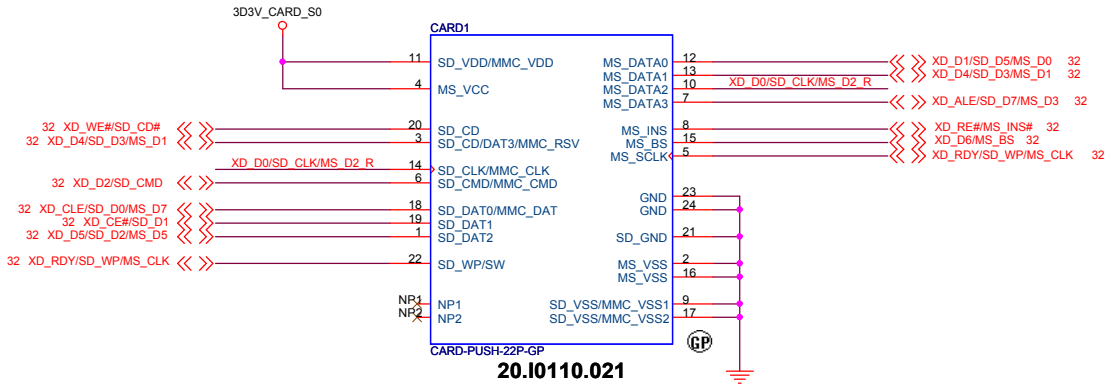 3D3V_CARD_S0
CARD1
11 SD_VDD/MMC_VDD
4 MS_VCC
32 XD_WE#/SD_CD# 20 SD_CD
32 XD_D4/SD_D3/MS_D1 3 SD_CD/DAT3/MMC_RSV
XD_D0/SD_CLK/MS_D2_R 14 SD_CLK/MMC_CLK
32 XD_D2/SD_CMD 6 SD_CMD/MMC_CMD
32 XD_CLE/SD_D0/MS_D7 18 SD_DAT0/MMC_DAT
32 XD_CE#/SD_D1 19 SD_DAT1
32 XD_D5/SD_D2/MS_D5 1 SD_DAT2
32 XD_RDY/SD_WP/MS_CLK 22 SD_WP/SW
NP1 NP1
NP2 NP2
MS_DATA0 12 XD_D1/SD_D5/MS_D0 32
MS_DATA1 13 XD_D4/SD_D3/MS_D1 32
MS_DATA2 10 XD_D0/SD_CLK/MS_D2_R
MS_DATA3 7 XD_ALE/SD_D7/MS_D3 32
MS_INS 8 XD_RE#/MS_INS# 32
MS_BS 15 XD_D6/MS_BS 32
MS_SCLK 5 XD_RDY/SD_WP/MS_CLK 32
GND 23
GND 24
SD_GND 21
MS_VSS 2
MS_VSS 16
SD_VSS/MMC_VSS1 9
SD_VSS/MMC_VSS2 17
GP
CARD-PUSH-22P-GP
20.I0110.021